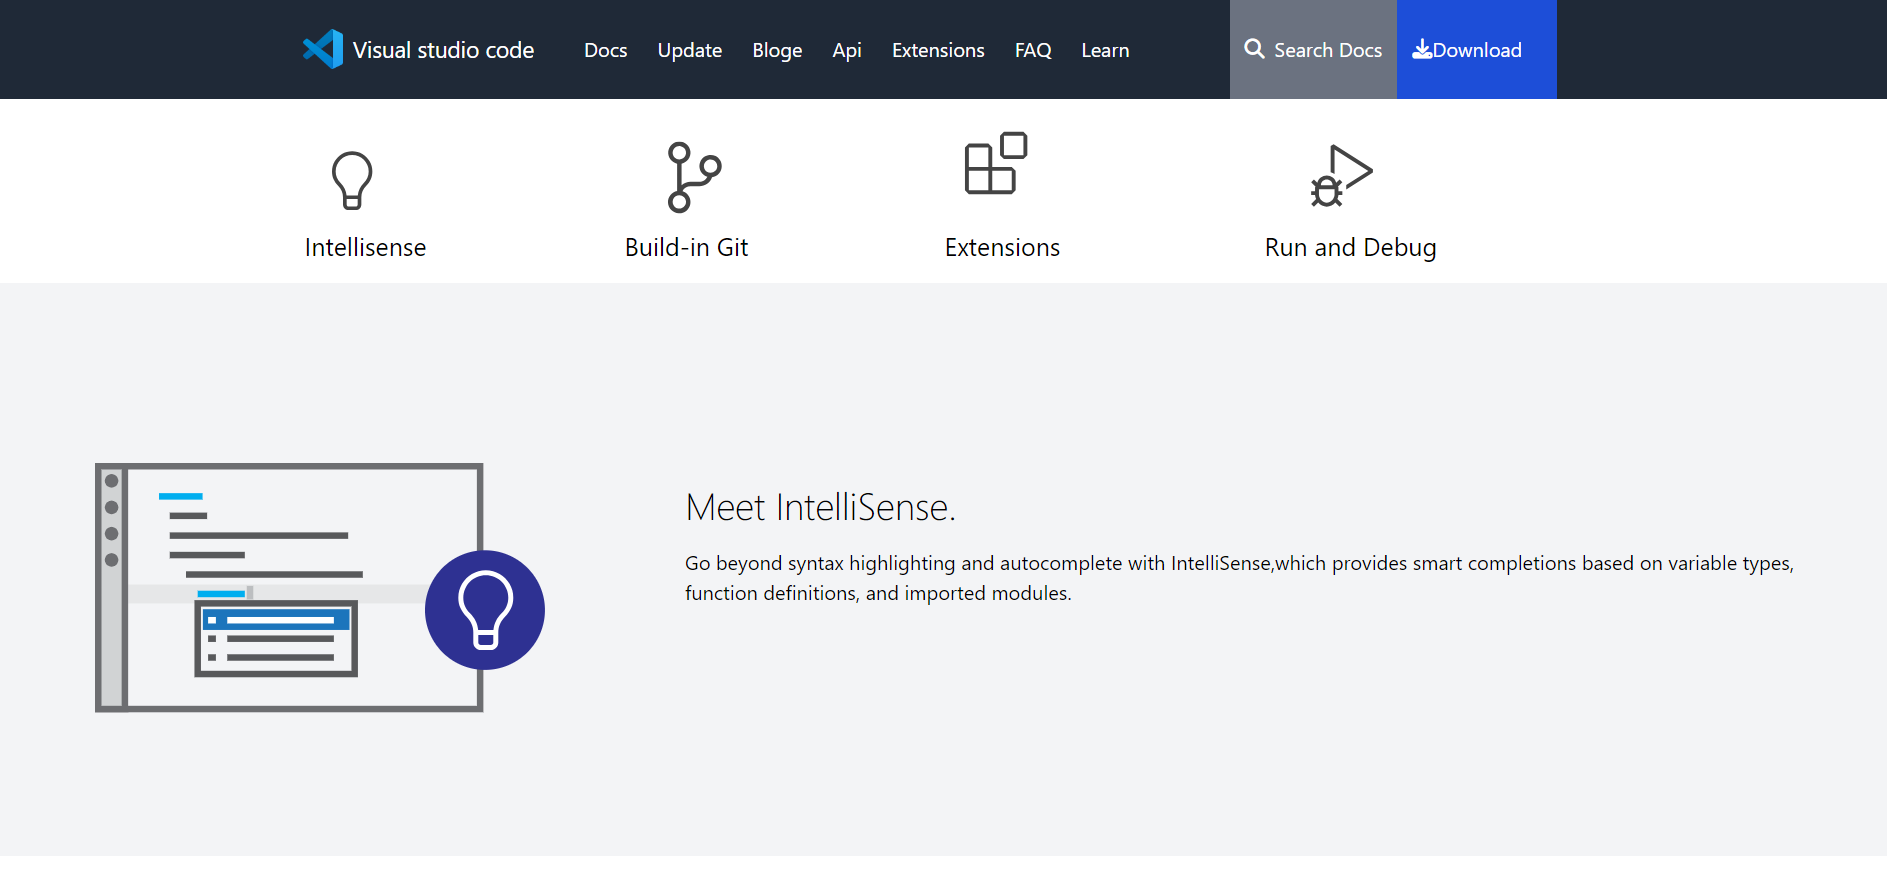 Visual studio code Docs Update Bloge Api Extensions FAQ Learn Search Docs Download
Intellisense Build-in Git Extensions Run and Debug
Meet IntelliSense.
Go beyond syntax highlighting and autocomplete with IntelliSense,which provides smart completions based on variable types,
function definitions, and imported modules.